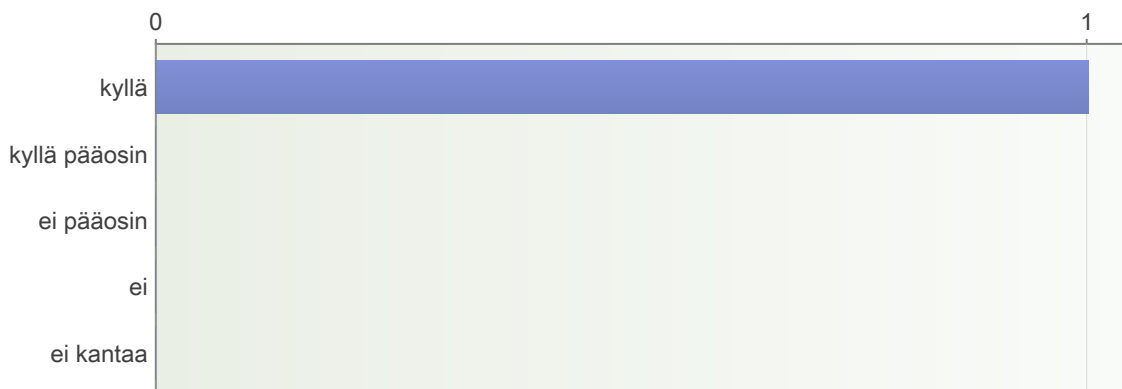 0 1
kyllä
kyllä pääosin
ei pääosin
ei
ei kantaa